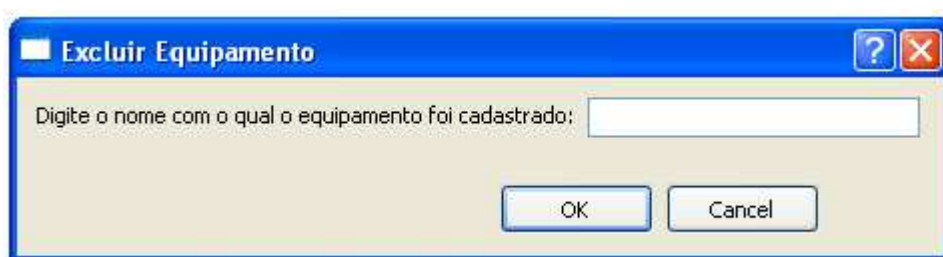 Excluir Equipamento
?
Digite o nome com o qual o equipamento foi cadastrado:
OK Cancel